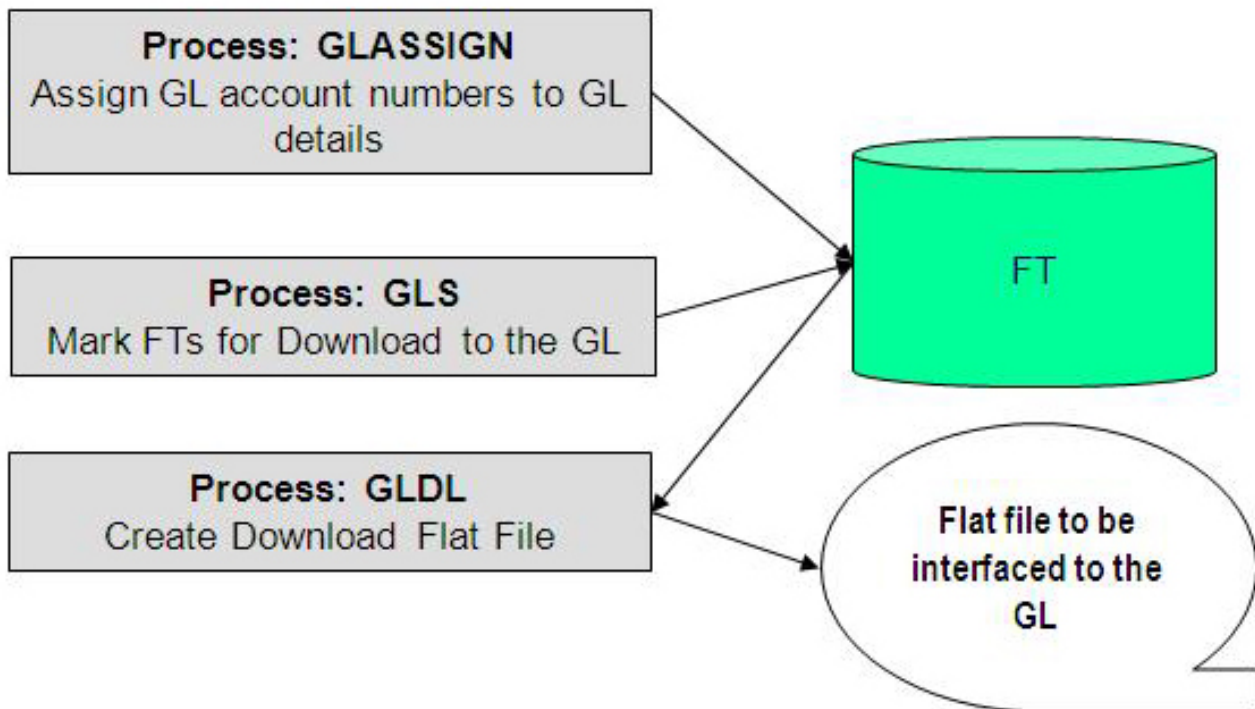 Process: GLASSIGN
Assign GL account numbers to GL
details
Process: GLS
Mark FTs for Download to the GL
Process: GLDL
Create Download Flat File
FT
Flat file to be
interfaced to the
GL